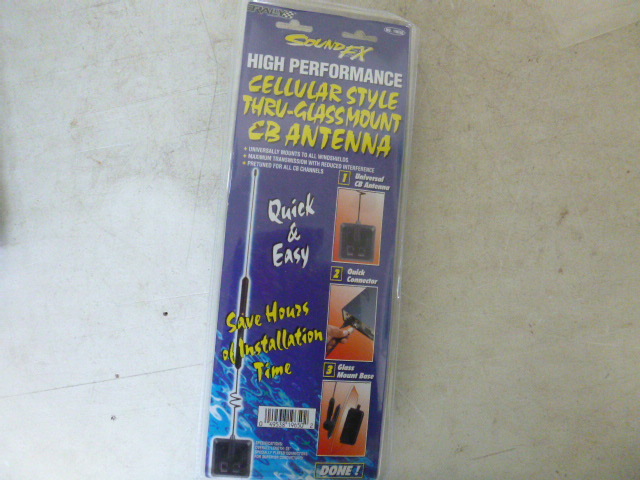 RALLY
SOUND FX
HIGH PERFORMANCE
CELLULAR STYLE
THRU-GLASS MOUNT
CB ANTENNA
• UNIVERSALLY MOUNTS TO ALL WINDSHIELDS
• MAXIMUM TRANSMISSION WITH REDUCED INTERFERENCE
• PRETUNED FOR ALL CB CHANNELS
1 Universal
CB Antenna
Quick
&
Easy
2 Quick
Connector
Save Hours
of Installation
Time
3 Glass
Mount Base
SPECIFICATIONS:
DONE!